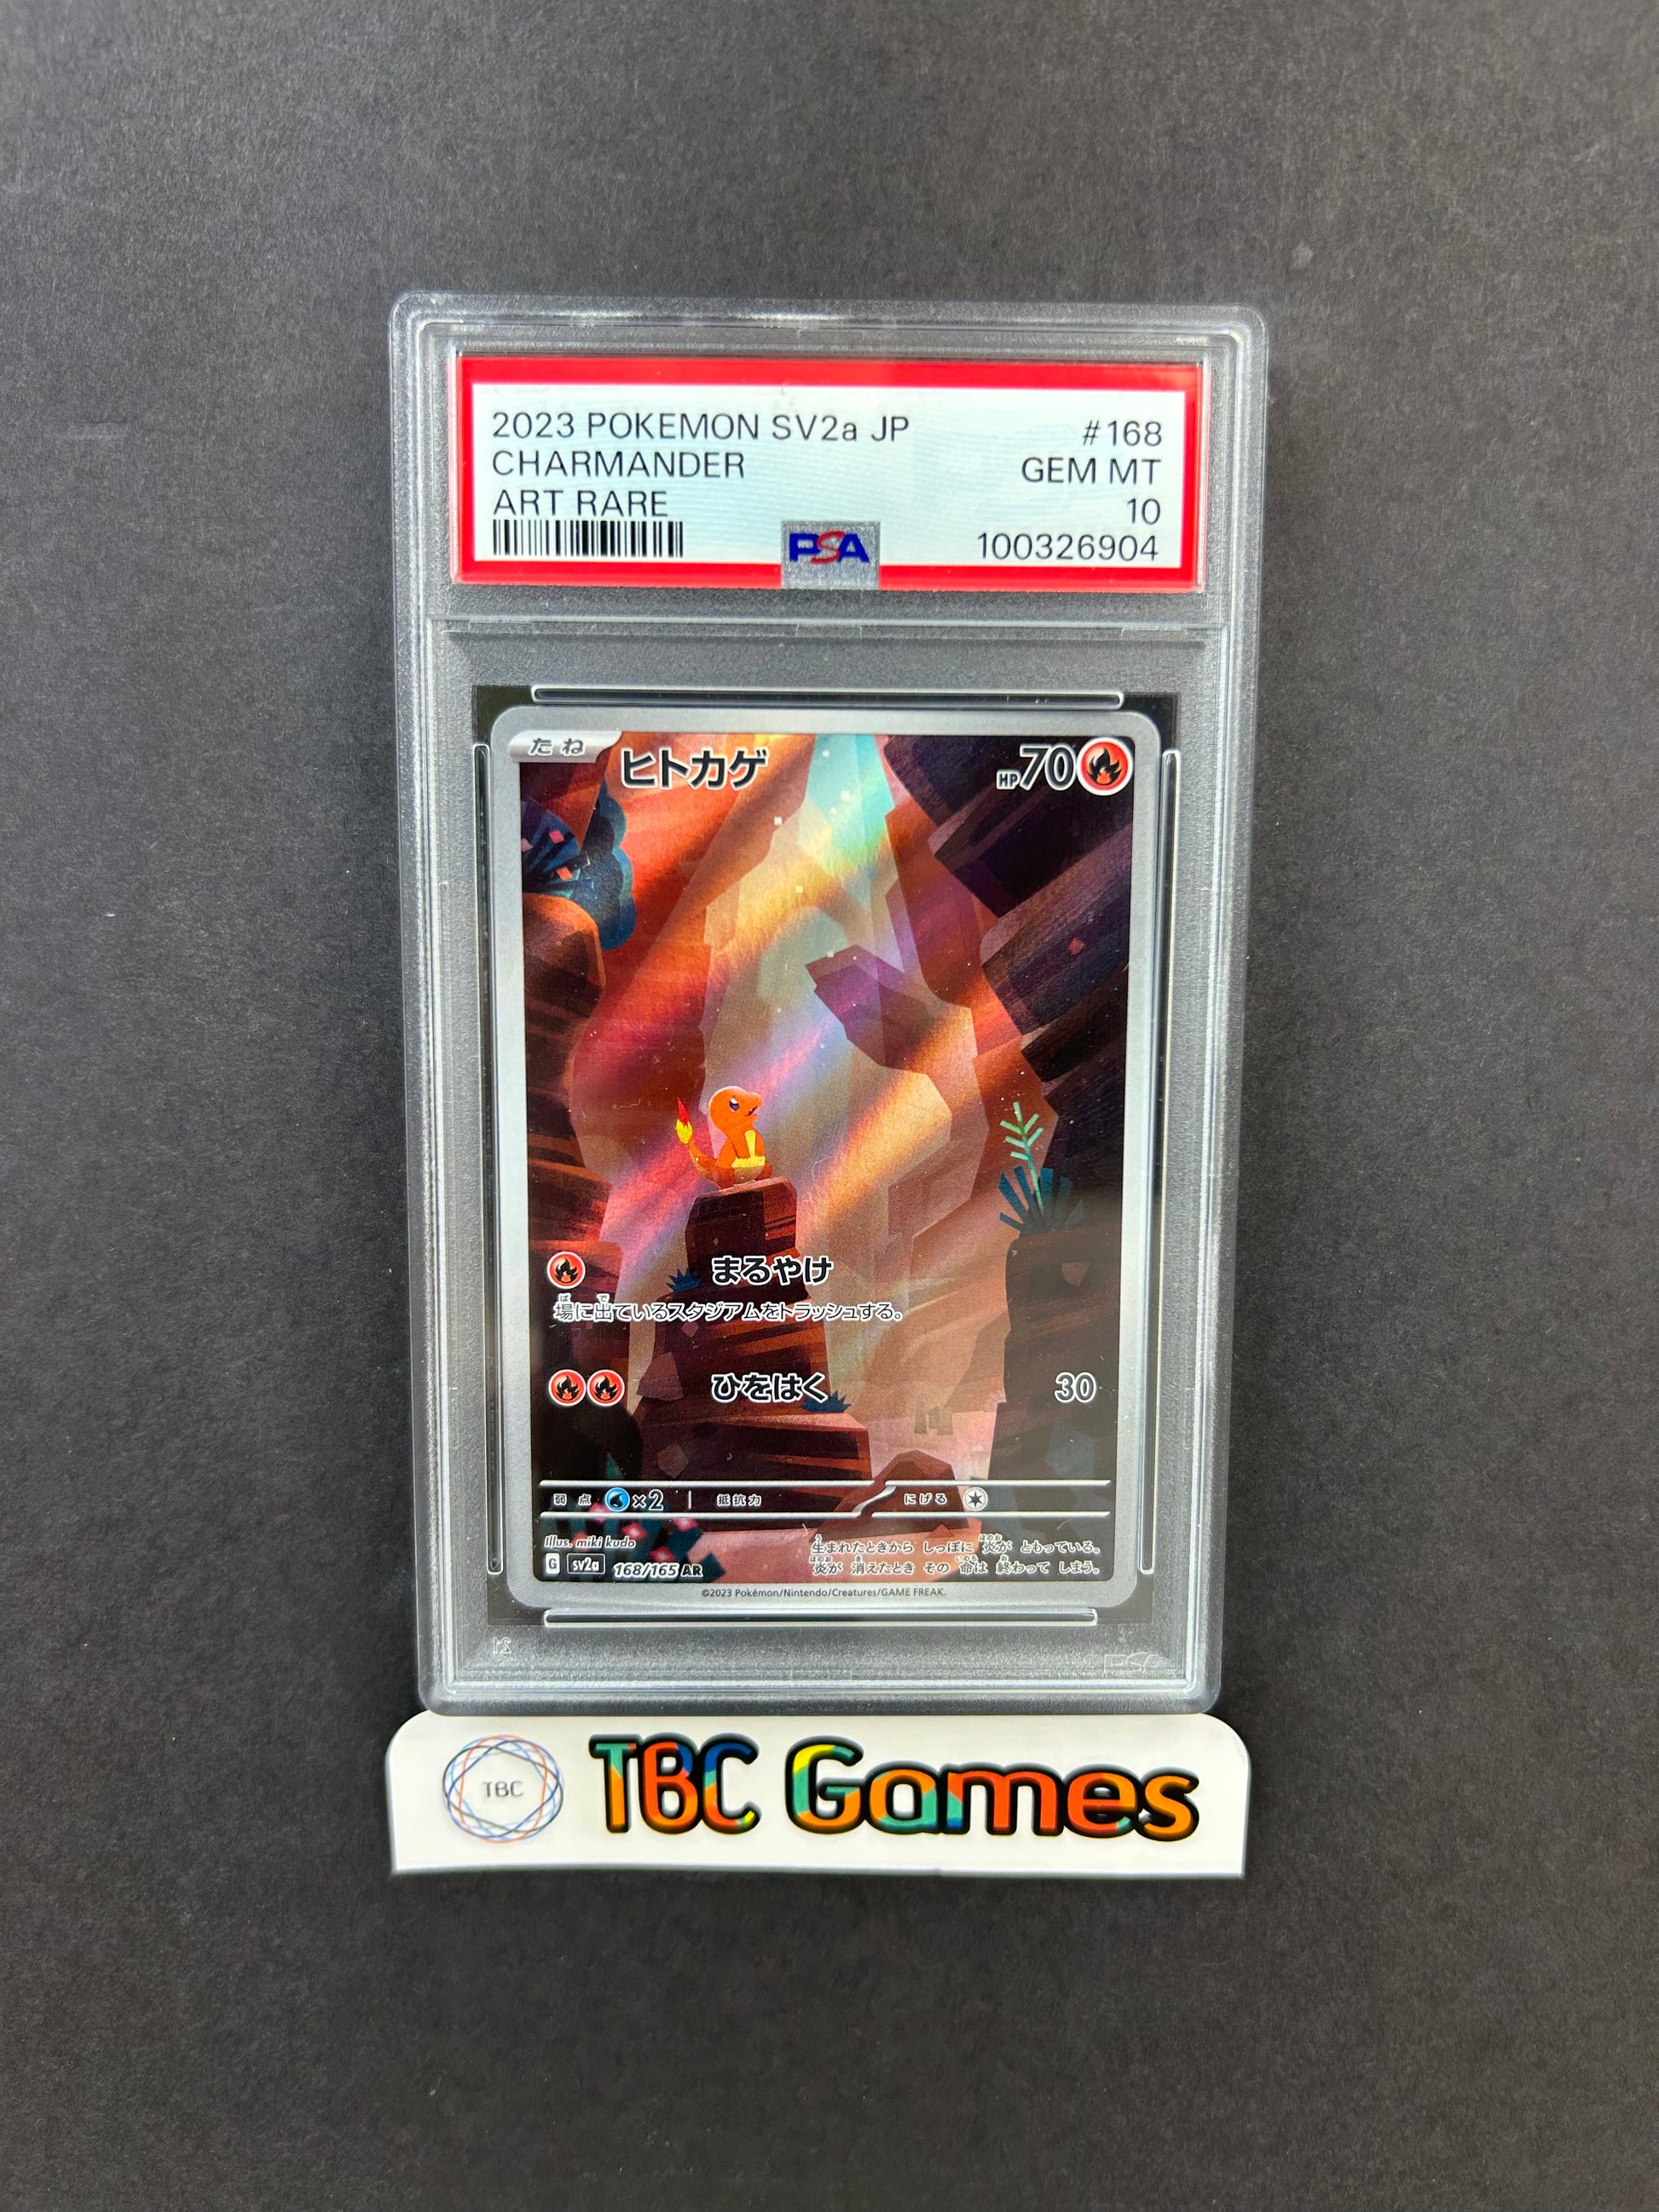 2023 POKEMON SV2a JP #168
CHARMANDER GEM MT
ART RARE 10
PSA 100326904
たね ヒトカゲ HP70
まるやけ
場に出ているスタジアムをトラッシュする。
ひをはく 30
弱点 ×2 抵抗力 にげる
Illus. miki kudo
生まれたときから しっぽに 炎が ともっている。
炎が 消えたとき その 命は 終わって しまう。
G sv2a 168/165 AR
©2023 Pokémon/Nintendo/Creatures/GAME FREAK.
TBC TBC Games